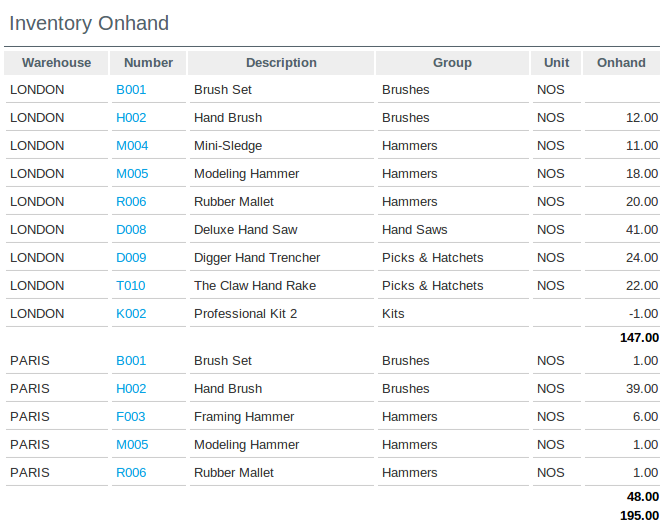 Inventory Onhand
Warehouse Number Description Group Unit Onhand
LONDON B001 Brush Set Brushes NOS
LONDON H002 Hand Brush Brushes NOS 12.00
LONDON M004 Mini-Sledge Hammers NOS 11.00
LONDON M005 Modeling Hammer Hammers NOS 18.00
LONDON R006 Rubber Mallet Hammers NOS 20.00
LONDON D008 Deluxe Hand Saw Hand Saws NOS 41.00
LONDON D009 Digger Hand Trencher Picks & Hatchets NOS 24.00
LONDON T010 The Claw Hand Rake Picks & Hatchets NOS 22.00
LONDON K002 Professional Kit 2 Kits -1.00
147.00
PARIS B001 Brush Set Brushes NOS 1.00
PARIS H002 Hand Brush Brushes NOS 39.00
PARIS F003 Framing Hammer Hammers NOS 6.00
PARIS M005 Modeling Hammer Hammers NOS 1.00
PARIS R006 Rubber Mallet Hammers NOS 1.00
48.00
195.00